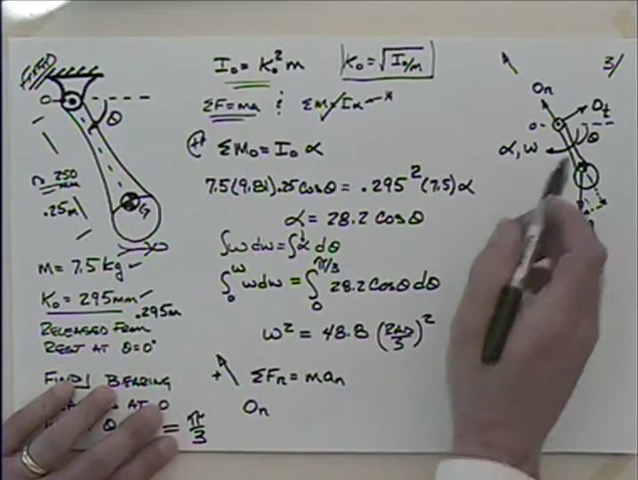 FIXED
O
θ
r̄ 250 mm
.25m
G
m = 7.5 kg
K₀ = 295mm
.295m
RELEASED FROM
REST AT θ=0°
FIND BEARING
AT O
= π/3
I₀ = K₀²m
K₀ = √(I₀/m)
ΣF=ma ; ΣM=Iα
+ ΣM₀ = I₀ α
7.5(9.81).25cosθ = .295²(7.5)α
α = 28.2 cosθ
∫ωdω = ∫α dθ
∫₀^ω ωdω = ∫₀^π/3 28.2 cosθ dθ
ω² = 48.8 (RAD/S)²
+ ΣFn = man
On
3/
On
Ot
O
θ
α, ω